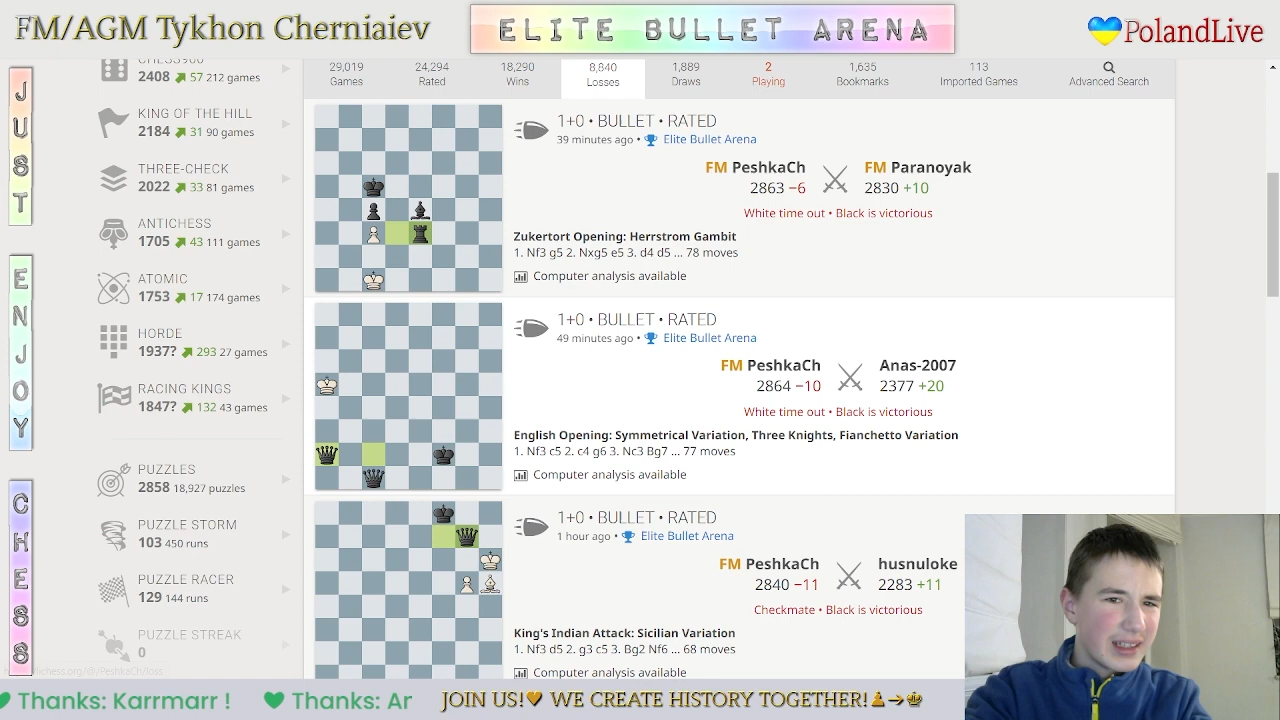 FM/AGM Tykhon Cherniaiev
ELITE BULLET ARENA
PolandLive
JUST
ENJOY
CHESS
CHESS960
2408 57 212 games
KING OF THE HILL
2184 31 90 games
THREE-CHECK
2022 33 81 games
ANTICHESS
1705 43 111 games
ATOMIC
1753 17 174 games
HORDE
1937? 293 27 games
RACING KINGS
1847? 132 43 games
PUZZLES
2858 18,927 puzzles
PUZZLE STORM
103 450 runs
PUZZLE RACER
129 144 runs
PUZZLE STREAK
0
29,019 24,294 18,290 8,840 1,889 2 1,635 113
Games Rated Wins Losses Draws Playing Bookmarks Imported Games Advanced Search
1+0 • BULLET • RATED
39 minutes ago • Elite Bullet Arena
FM PeshkaCh FM Paranoyak
2863 −6 2830 +10
White time out • Black is victorious
Zukertort Opening: Herrstrom Gambit
1. Nf3 g5 2. Nxg5 e5 3. d4 d5 ... 78 moves
Computer analysis available
1+0 • BULLET • RATED
49 minutes ago • Elite Bullet Arena
FM PeshkaCh Anas-2007
2864 −10 2377 +20
White time out • Black is victorious
English Opening: Symmetrical Variation, Three Knights, Fianchetto Variation
1. Nf3 c5 2. c4 g6 3. Nc3 Bg7 ... 77 moves
Computer analysis available
1+0 • BULLET • RATED
1 hour ago • Elite Bullet Arena
FM PeshkaCh husnuloke
2840 −11 2283 +11
Checkmate • Black is victorious
King's Indian Attack: Sicilian Variation
1. Nf3 d5 2. g3 c5 3. Bg2 Nf6 ... 68 moves
Computer analysis available
Thanks: Karrmarr ! Thanks: Ar
JOIN US! WE CREATE HISTORY TOGETHER!